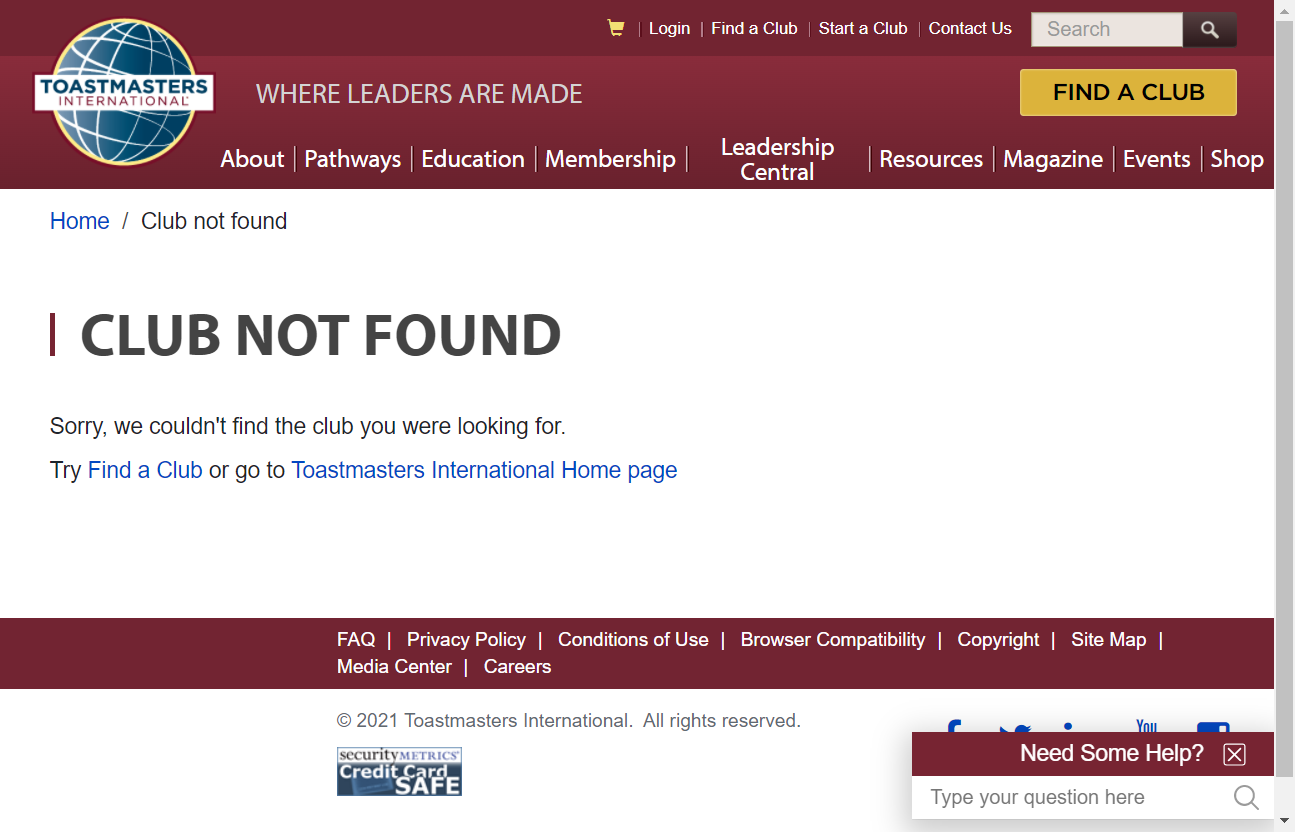 Login | Find a Club | Start a Club | Contact Us Search
TOASTMASTERS
INTERNATIONAL
WHERE LEADERS ARE MADE
FIND A CLUB
About | Pathways | Education | Membership | Leadership Central | Resources | Magazine | Events | Shop
Home / Club not found
CLUB NOT FOUND
Sorry, we couldn't find the club you were looking for.
Try Find a Club or go to Toastmasters International Home page
FAQ | Privacy Policy | Conditions of Use | Browser Compatibility | Copyright | Site Map |
Media Center | Careers
© 2021 Toastmasters International. All rights reserved.
You
securityMETRICS®
Credit Card
SAFE
Need Some Help?
Type your question here